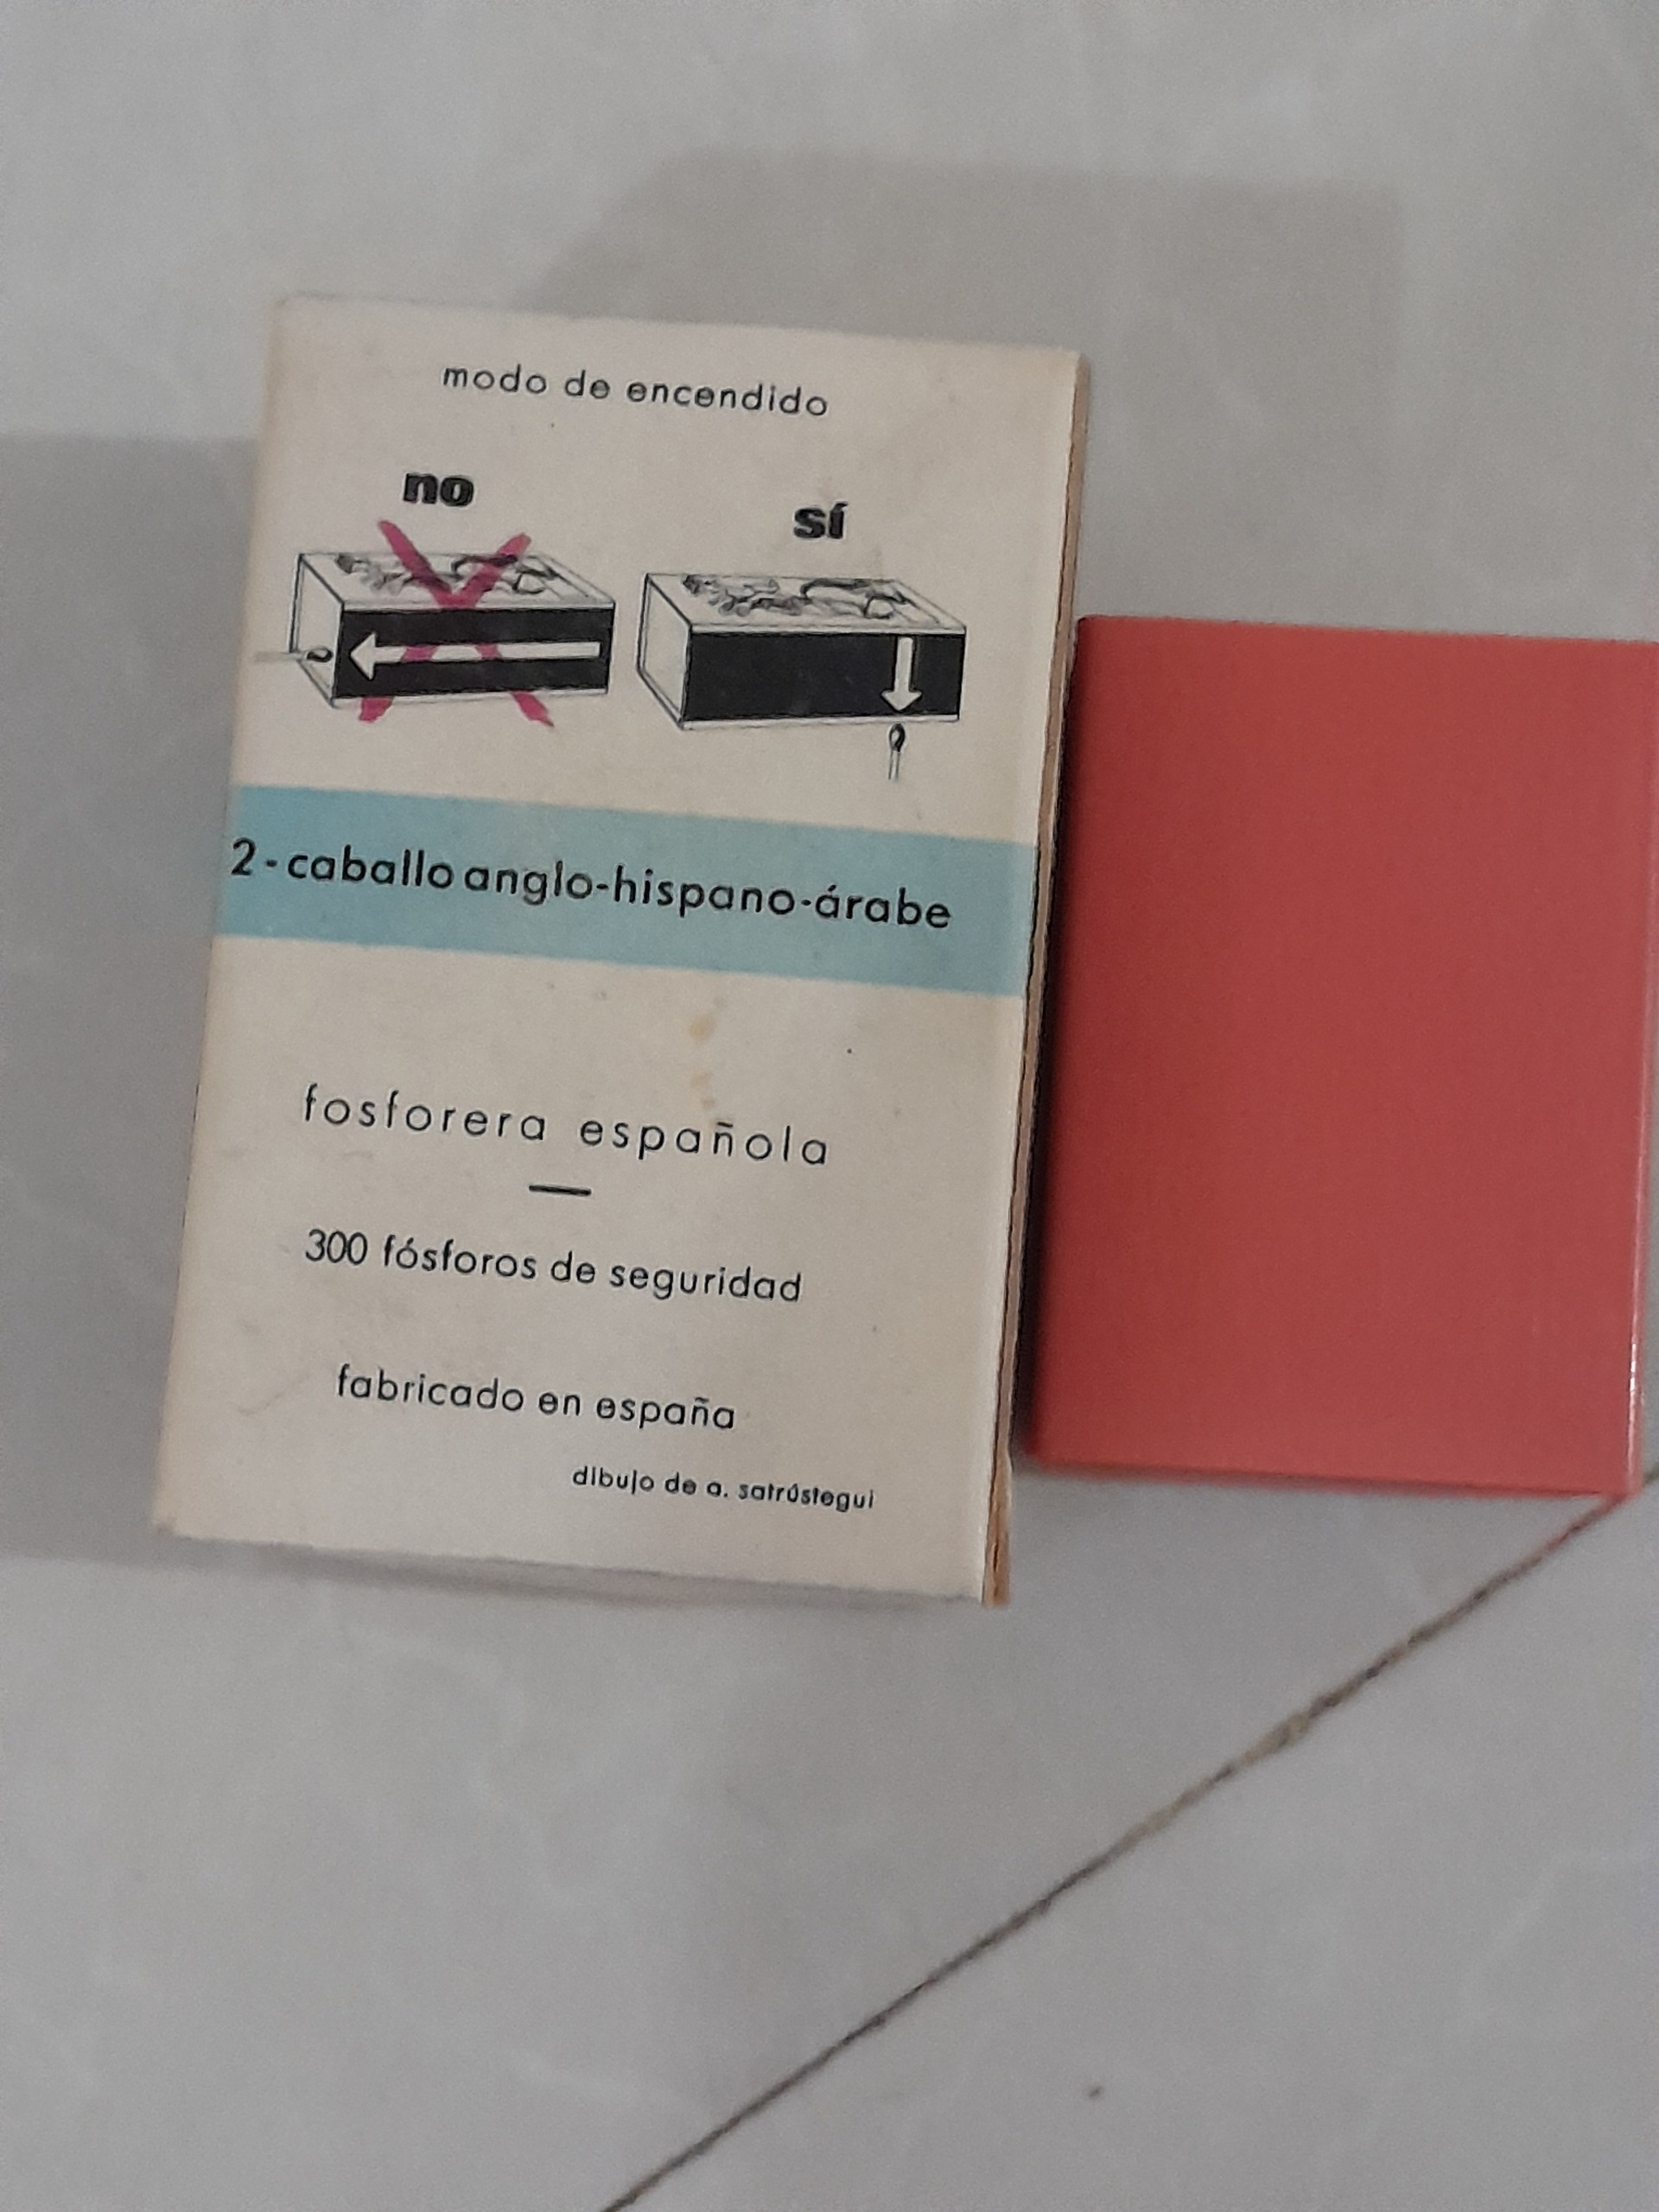 modo de encendido
no
sí
2-caballo anglo-hispano-árabe
fosforera española
300 fósforos de seguridad
fabricado en españa
dibujo de a. satrústegui